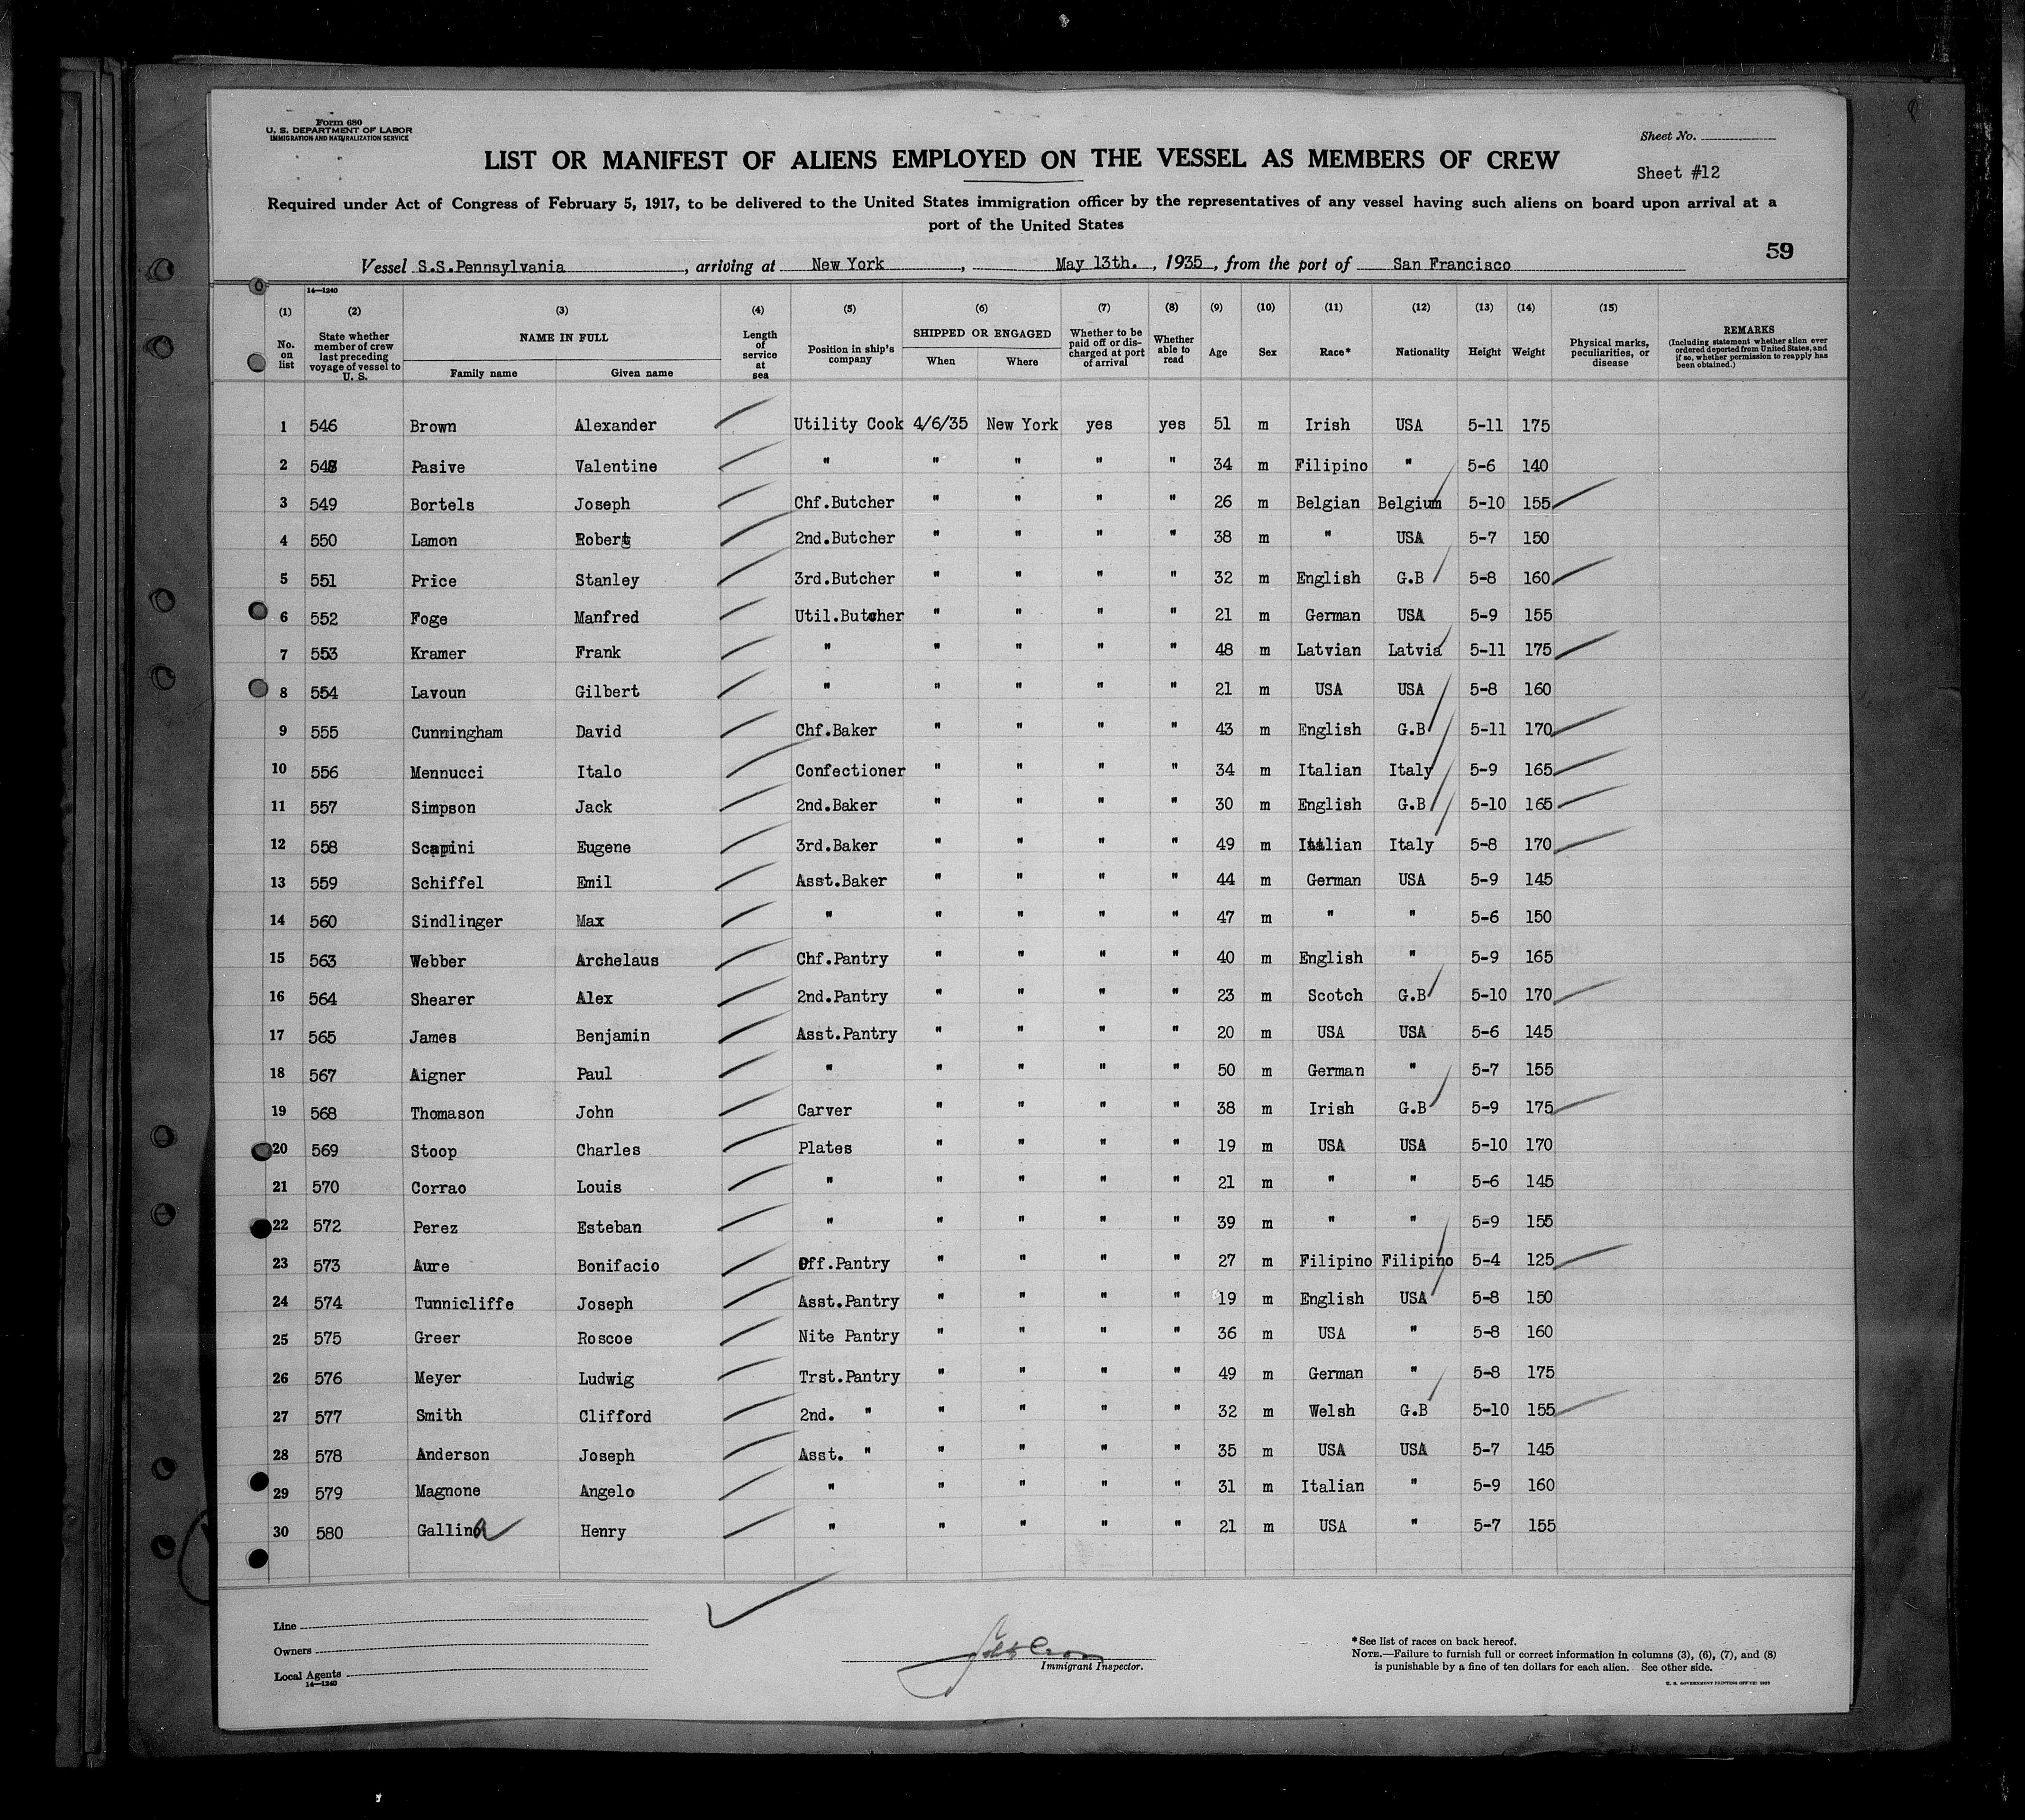 Form 680
U. S. DEPARTMENT OF LABOR
IMMIGRATION AND NATURALIZATION SERVICE
Sheet No.
LIST OR MANIFEST OF ALIENS EMPLOYED ON THE VESSEL AS MEMBERS OF CREW
Sheet #12
Required under Act of Congress of February 5, 1917, to be delivered to the United States immigration officer by the representatives of any vessel having such aliens on board upon arrival at a
port of the United States
59
Vessel S.S.Pennsylvania, arriving at New York, May 13th., 1935, from the port of San Francisco
14—1240
(1) (2) (3) (4) (5) (6) (7) (8) (9) (10) (11) (12) (13) (14) (15)
No. on list State whether member of crew last preceding voyage of vessel to U. S. NAME IN FULL Family name Given name Length of service at sea Position in ship's company SHIPPED OR ENGAGED When Where Whether to be paid off or discharged at port of arrival Whether able to read Age Sex Race* Nationality Height Weight Physical marks, peculiarities, or disease REMARKS (Including statement whether alien ever ordered deported from United States, and if so, whether permission to reapply has been obtained.)
1 546 Brown Alexander Utility Cook 4/6/35 New York yes yes 51 m Irish USA 5-11 175
2 548 Pasive Valentine " " " " " 34 m Filipino " 5-6 140
3 549 Bortels Joseph Chf.Butcher " " " " 26 m Belgian Belgium 5-10 155
4 550 Lamon Robert 2nd.Butcher " " " " 38 m " USA 5-7 150
5 551 Price Stanley 3rd.Butcher " " " " 32 m English G.B 5-8 160
6 552 Foge Manfred Util.Butcher " " " " 21 m German USA 5-9 155
7 553 Kramer Frank " " " " " 48 m Latvian Latvia 5-11 175
8 554 Lavoun Gilbert " " " " " 21 m USA USA 5-8 160
9 555 Cunningham David Chf.Baker " " " " 43 m English G.B 5-11 170
10 556 Mennucci Italo Confectioner " " " " 34 m Italian Italy 5-9 165
11 557 Simpson Jack 2nd.Baker " " " " 30 m English G.B 5-10 165
12 558 Scapini Eugene 3rd.Baker " " " " 49 m Italian Italy 5-8 170
13 559 Schiffel Emil Asst.Baker " " " " 44 m German USA 5-9 145
14 560 Sindlinger Max " " " " " 47 m " " 5-6 150
15 563 Webber Archelaus Chf.Pantry " " " " 40 m English " 5-9 165
16 564 Shearer Alex 2nd.Pantry " " " " 23 m Scotch G.B 5-10 170
17 565 James Benjamin Asst.Pantry " " " " 20 m USA USA 5-6 145
18 567 Aigner Paul " " " " " 50 m German " 5-7 155
19 568 Thomason John Carver " " " " 38 m Irish G.B 5-9 175
20 569 Stoop Charles Plates " " " " 19 m USA USA 5-10 170
21 570 Corrao Louis " " " " " 21 m " " 5-6 145
22 572 Perez Esteban " " " " " 39 m " " 5-9 155
23 573 Aure Bonifacio Off.Pantry " " " " 27 m Filipino Filipino 5-4 125
24 574 Tunnicliffe Joseph Asst.Pantry " " " " 19 m English USA 5-8 150
25 575 Greer Roscoe Nite Pantry " " " " 36 m USA " 5-8 160
26 576 Meyer Ludwig Trst.Pantry " " " " 49 m German " 5-8 175
27 577 Smith Clifford 2nd. " " " " " 32 m Welsh G.B 5-10 155
28 578 Anderson Joseph Asst. " " " " " 35 m USA USA 5-7 145
29 579 Magnone Angelo " " " " " 31 m Italian " 5-9 160
30 580 Gallina Henry " " " " " 21 m USA " 5-7 155
Line
Owners
Local Agents
14—1240
Immigrant Inspector.
*See list of races on back hereof.
NOTE.—Failure to furnish full or correct information in columns (3), (6), (7), and (8)
is punishable by a fine of ten dollars for each alien. See other side.